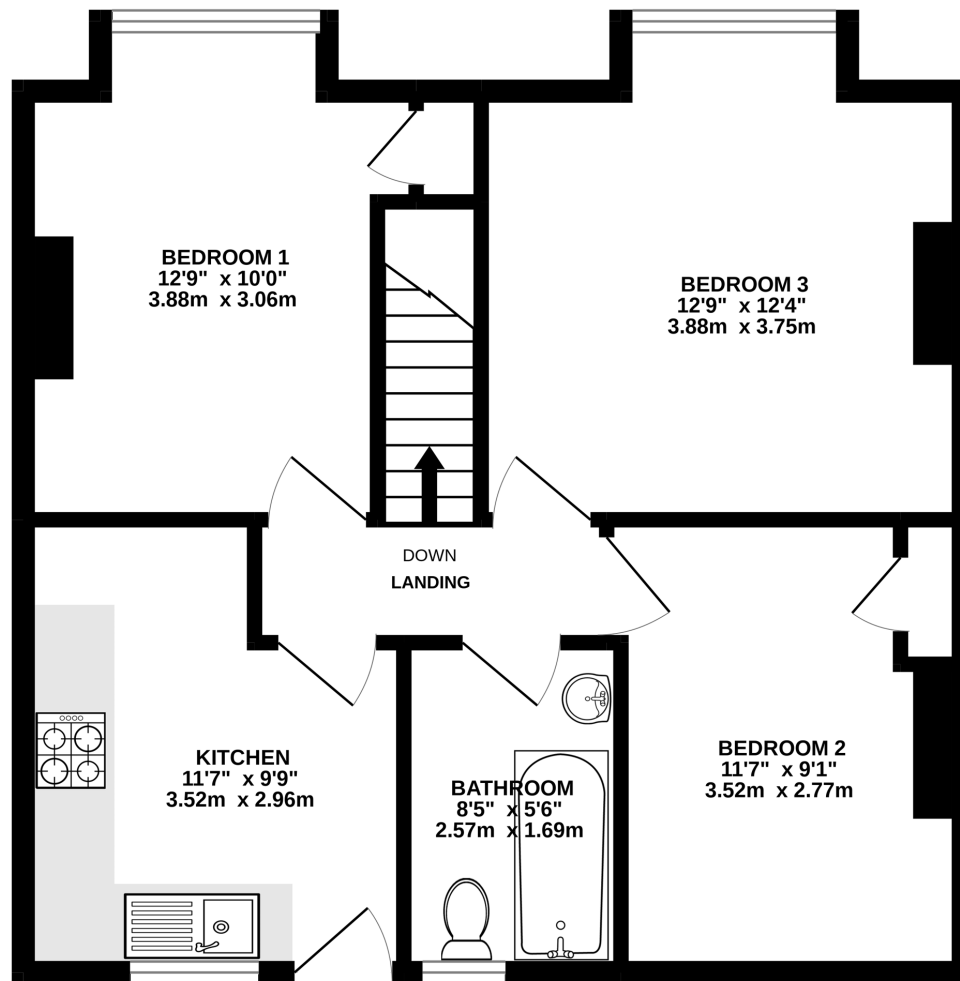 BEDROOM 1
12'9" x 10'0"
3.88m x 3.06m
BEDROOM 3
12'9" x 12'4"
3.88m x 3.75m
DOWN
LANDING
KITCHEN
11'7" x 9'9"
3.52m x 2.96m
BATHROOM
8'5" x 5'6"
2.57m x 1.69m
BEDROOM 2
11'7" x 9'1"
3.52m x 2.77m